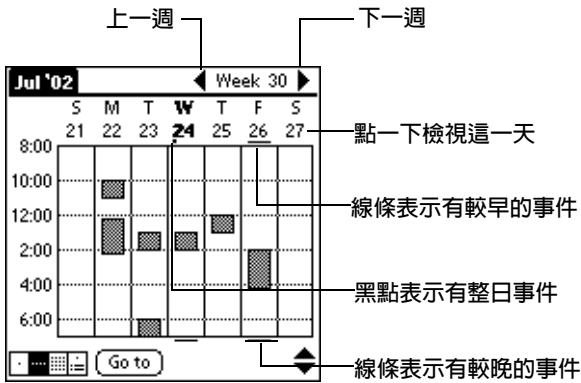 上一週
下一週
Jul '02
Week 30
S M T W T F S
21 22 23 24 25 26 27
點一下檢視這一天
8:00
10:00
線條表示有較早的事件
12:00
2:00
4:00
黑點表示有整日事件
6:00
Go to
線條表示有較晚的事件